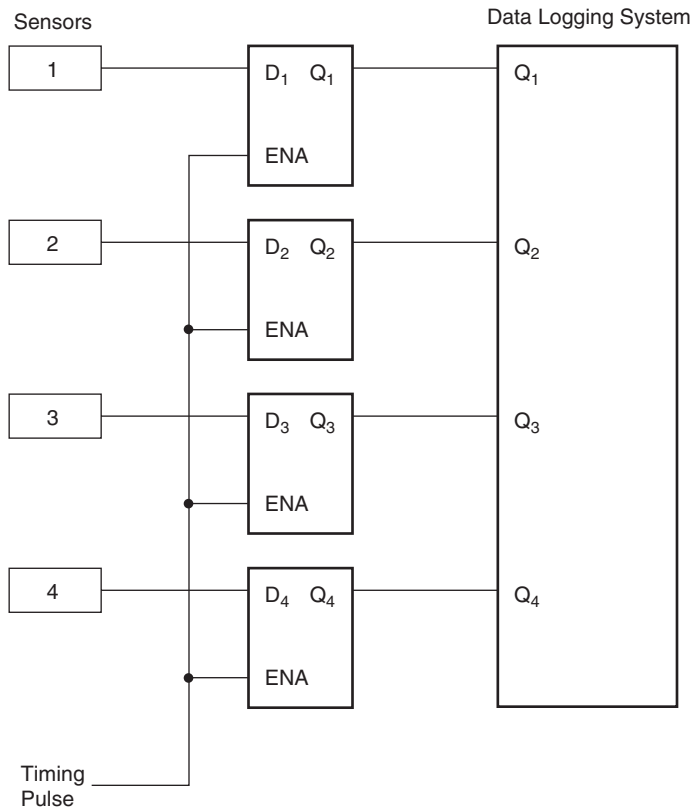 Sensors
Data Logging System
1
D₁ Q₁
Q₁
ENA
2
D₂ Q₂
Q₂
ENA
3
D₃ Q₃
Q₃
ENA
4
D₄ Q₄
Q₄
ENA
Timing
Pulse